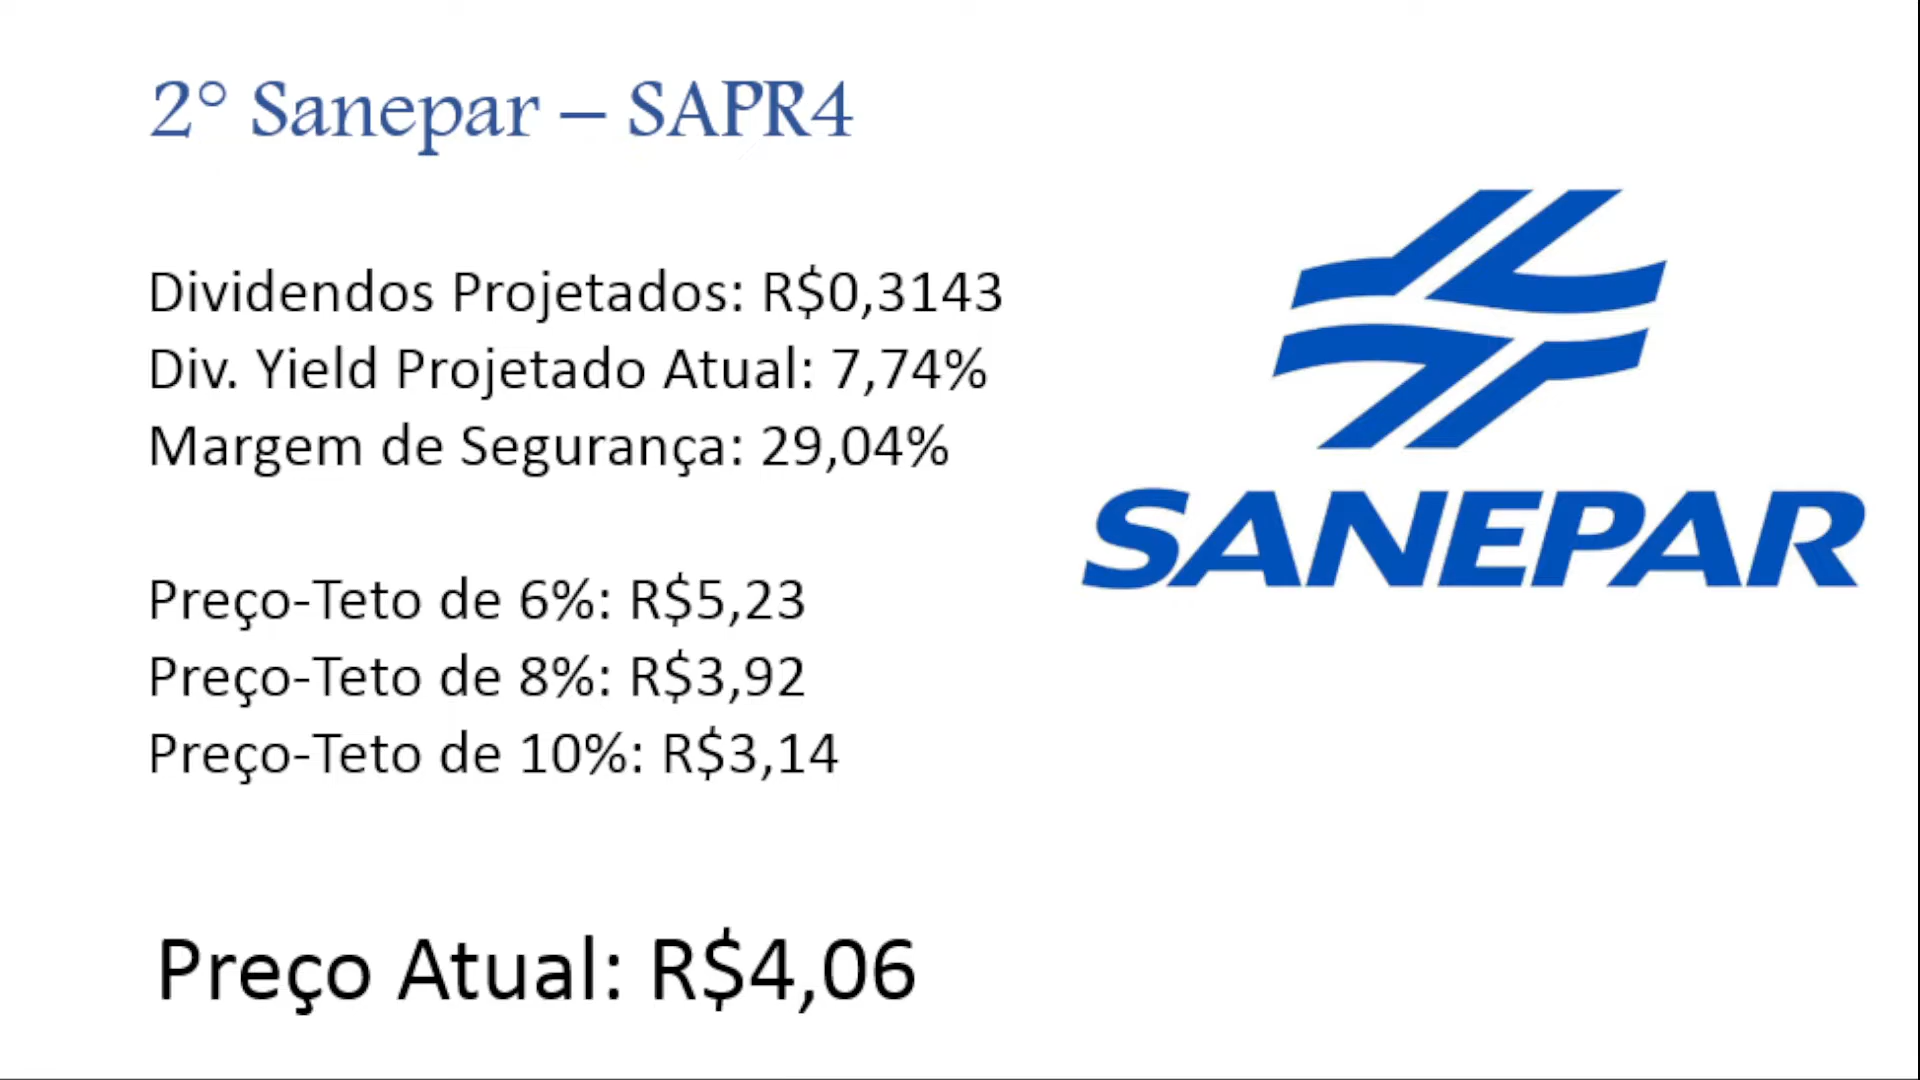 2° Sanepar – SAPR4
Dividendos Projetados: R$0,3143
Div. Yield Projetado Atual: 7,74%
Margem de Segurança: 29,04%
SANEPAR
Preço-Teto de 6%: R$5,23
Preço-Teto de 8%: R$3,92
Preço-Teto de 10%: R$3,14
Preço Atual: R$4,06